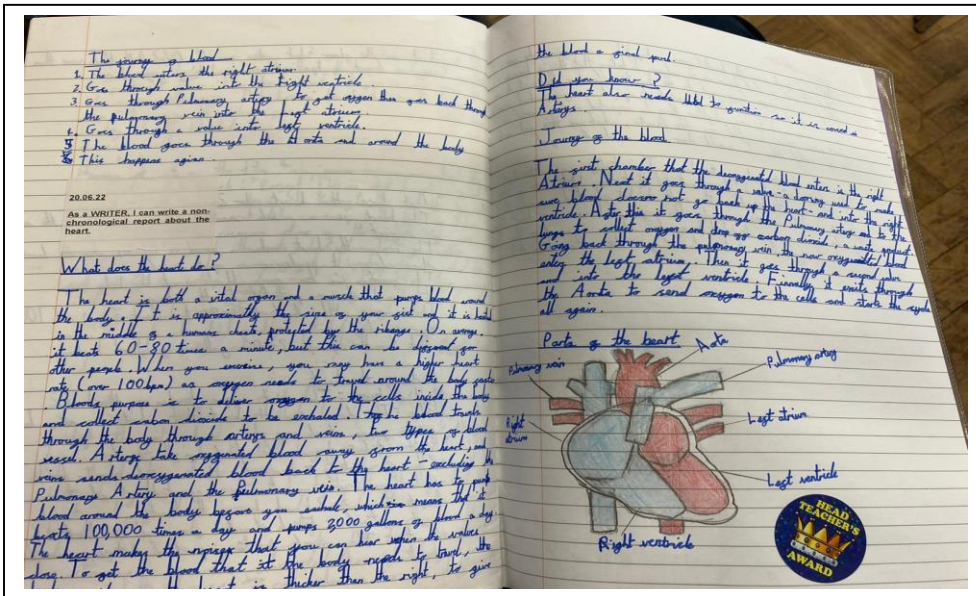 The journey of blood
1. The blood enters the right atrium.
2. Goes through valve into the right ventricle.
3. Goes through Pulmonary artery to get oxygen then goes back through
the pulmonary vein into the left atrium.
4. Goes through a valve into left ventricle.
5 The blood goes through the Aorta and around the body
6 This happens agian.
20.06.22
As a WRITER, I can write a non-
chronological report about the
heart.
What does the heart do?
The heart is both a vital organ and a muscle that pumps blood around
the body. It is approximately the size of your fist and it is
in the middle of a humans chests, protected by the ribcage. On average,
it beats 60-80 times a minute, but this can be different for
other people. When you exercise, you may have a higher heart
rate (over 100bpm) as oxygen needs to travel around the body faster
. Bloods purpose is to deliver oxygen to the cells inside the body
and collect carbon dioxide to be exhaled. The blood travels
through the body through arterys and veins, two types of blood
vessel. Arterys take oxygenated blood away from the heart, and
veins sends deoxygenated blood back to the heart - excluding the
Pulmonary Artery and the Pulmonary vein. The heart has to pump
blood around the body before you exhale, which means that it
beats 100,000 times a day and pumps 2000 gallons of blood a day.
The heart makes the noises that you can hear when the valves
close. To get the blood that it the body needs to travel, the
heart is thicker than the right, to give
the blood a final push.
Did you know?
The heart also needs blood to function so it is covered in
Arterys.
Journey of the blood
The first chamber that the deoxygenated blood enters is the right
Atrium. Next it goes through a valve - a doorway used to make
sure blood doesn't not go back up the heart - and into the right
ventricle. After this it goes through the Pulmonary artery and to the
lungs to collect oxygen and drop off carbon dioxide, a waste product.
Going back through the pulmonary vein, the now oxygenated blood
enters the left atrium. Then it goes through a second valve
and into the left ventricle. Finnally it exits through
the Aorta to send oxygen to the cells and start the cycle
all again.
Parts of the heart
Aorta
Pulmonary vein
Pulmonary artery
Right
atrium
Left atrium
Left ventricle
Right ventricle
HEAD
TEACHER'S
AWARD